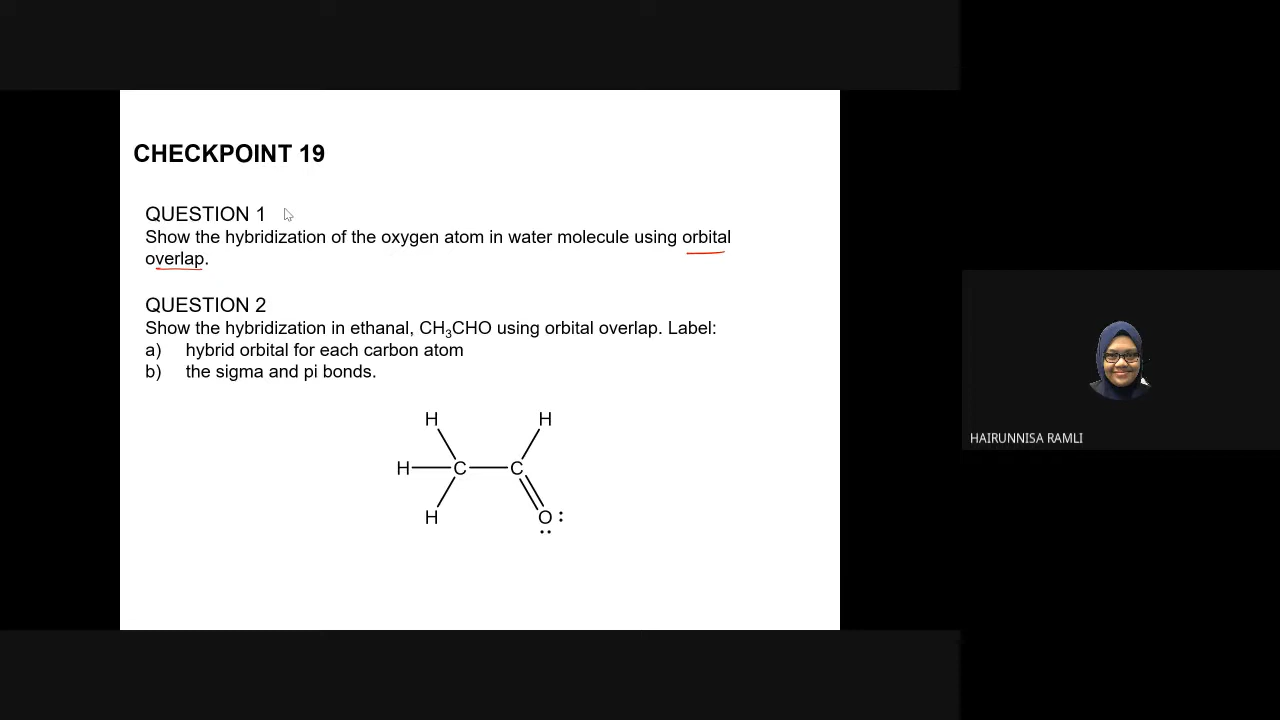 CHECKPOINT 19
QUESTION 1
Show the hybridization of the oxygen atom in water molecule using orbital
overlap.
QUESTION 2
Show the hybridization in ethanal, CH₃CHO using orbital overlap. Label:
a) hybrid orbital for each carbon atom
b) the sigma and pi bonds.
H H
H C C
H O
HAIRUNNISA RAMLI